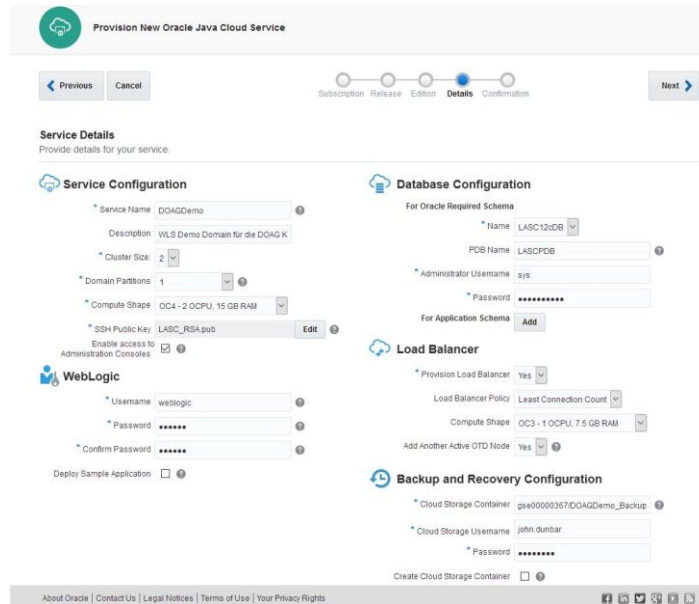 Provision New Oracle Java Cloud Service
Previous
Cancel
Subscription Release Edition Details Confirmation
Next
Service Details
Provide details for your service.
Service Configuration
* Service Name DOAGDemo
Description WLS Demo Domain für die DOAG K
* Cluster Size: 2
* Domain Partitions 1
* Compute Shape OC4 - 2 OCPU, 15 GB RAM
* SSH Public Key LASC_RSA.pub Edit
Enable access to
Administration Consoles
WebLogic
* Username weblogic
* Password ••••••
* Confirm Password ••••••
Deploy Sample Application
Database Configuration
For Oracle Required Schema
* Name LASC12cDB
PDB Name LASCPDB
* Administrator Username sys
* Password ••••••••••
For Application Schema Add
Load Balancer
* Provision Load Balancer Yes
Load Balancer Policy Least Connection Count
Compute Shape OC3 - 1 OCPU, 7.5 GB RAM
Add Another Active OTD Node Yes
Backup and Recovery Configuration
* Cloud Storage Container gse00000367/DOAGDemo_Backup
* Cloud Storage Username john.dunbar
* Password ••••••••
Create Cloud Storage Container
About Oracle | Contact Us | Legal Notices | Terms of Use | Your Privacy Rights